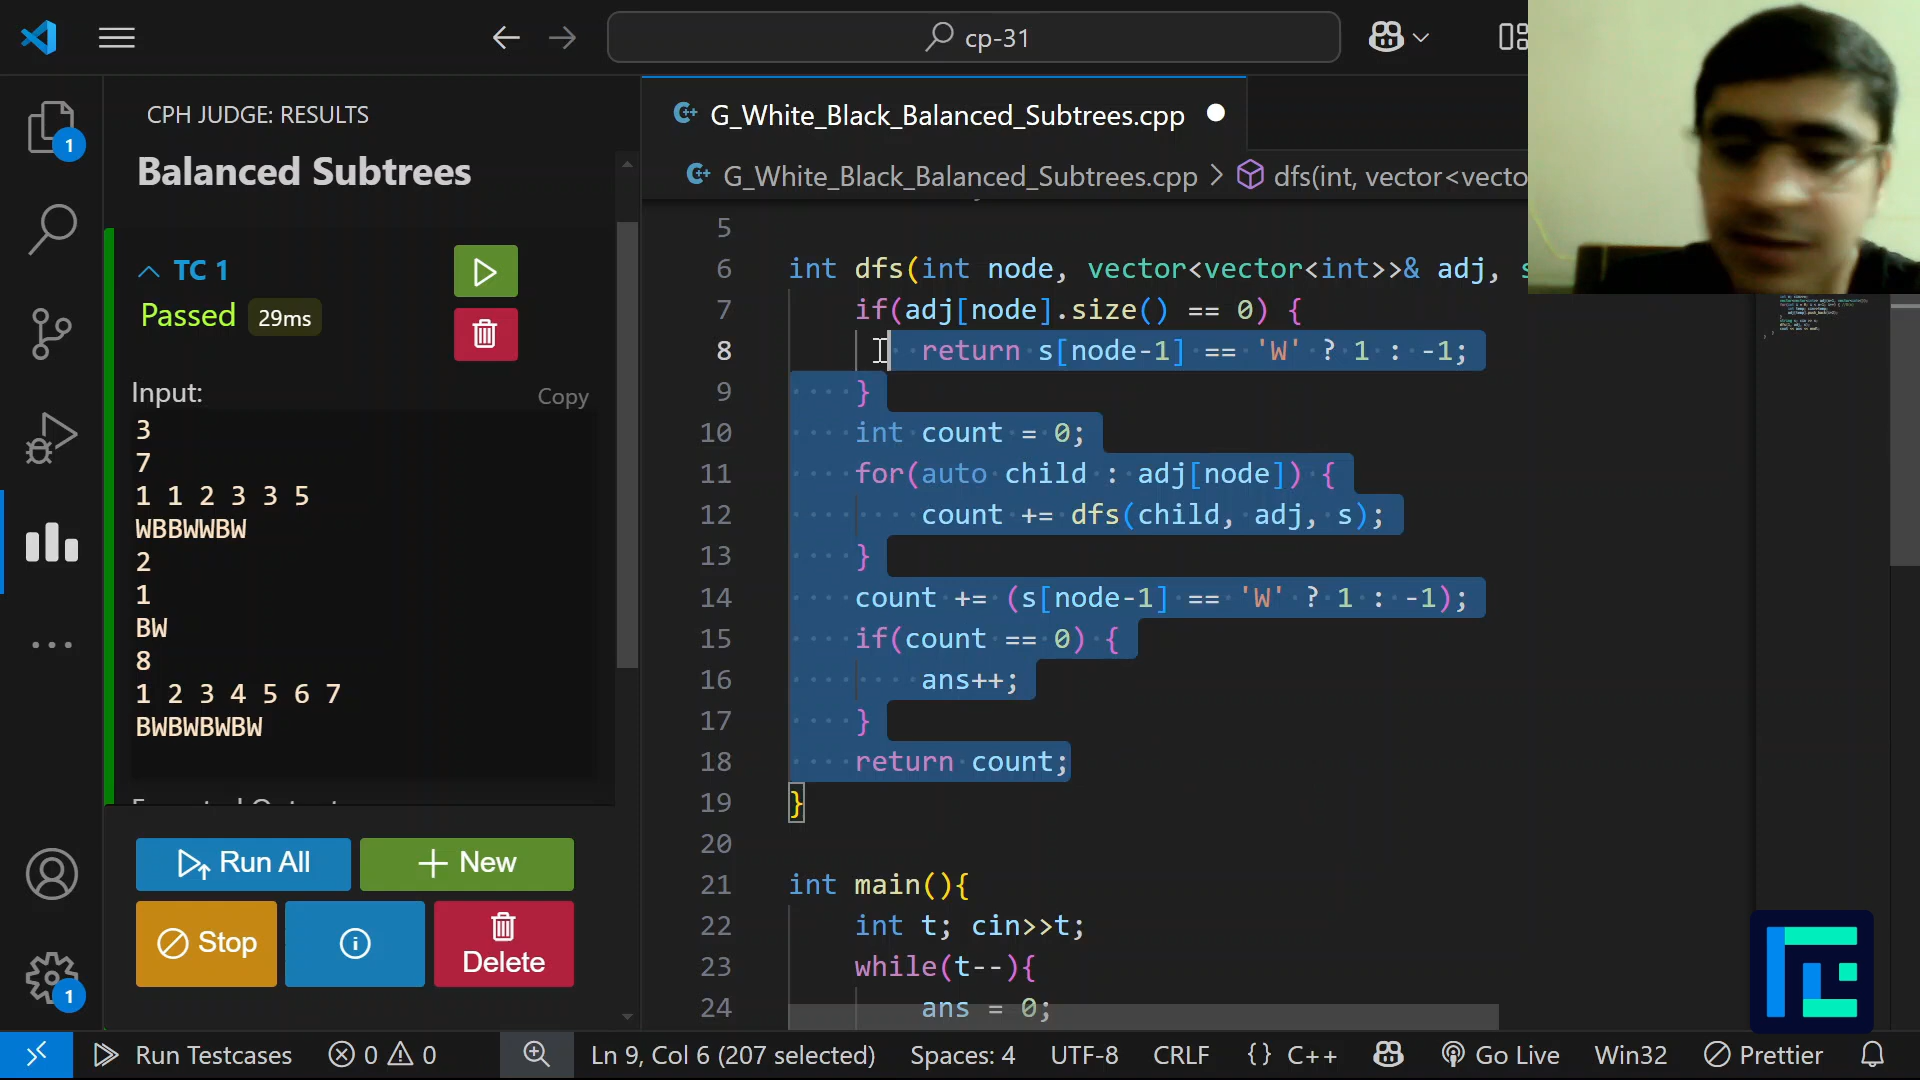 cp-31
CPH JUDGE: RESULTS
Balanced Subtrees
TC 1
Passed 29ms
Input:
Copy
3
7
1 1 2 3 3 5
WBBWWBW
2
1
BW
8
1 2 3 4 5 6 7
BWBWBWBW
Run All
New
Stop
Delete
1
1
G_White_Black_Balanced_Subtrees.cpp
G_White_Black_Balanced_Subtrees.cpp > dfs(int, vector<vecto
5
6 int dfs(int node, vector<vector<int>>& adj, s
7 if(adj[node].size() == 0) {
8 return s[node-1] == 'W' ? 1 : -1;
9 }
10 int count = 0;
11 for(auto child : adj[node]) {
12 count += dfs(child, adj, s);
13 }
14 count += (s[node-1] == 'W' ? 1 : -1);
15 if(count == 0) {
16 ans++;
17 }
18 return count;
19 }
20
21 int main(){
22 int t; cin>>t;
23 while(t--){
24 ans = 0;
Run Testcases 0 0 Ln 9, Col 6 (207 selected) Spaces: 4 UTF-8 CRLF {} C++ Go Live Win32 Prettier